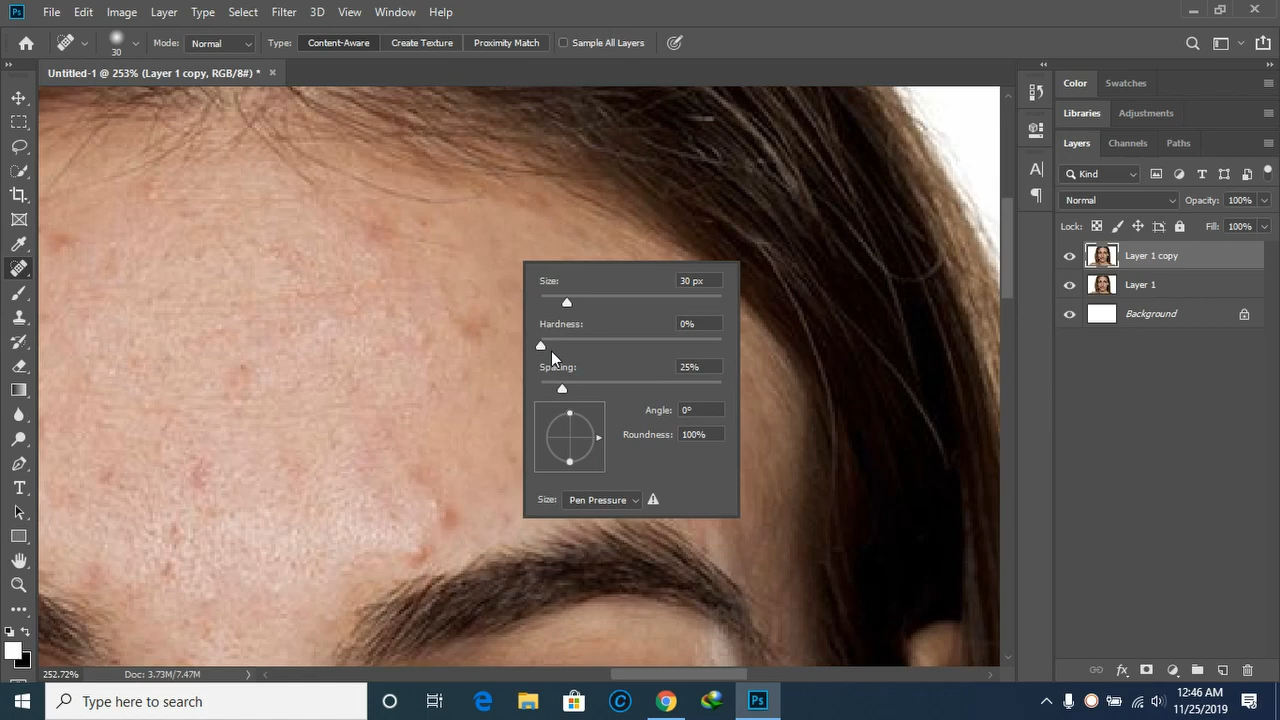 Ps File Edit Image Layer Type Select Filter 3D View Window Help
30 Mode: Normal Type: Content-Aware Create Texture Proximity Match Sample All Layers
Untitled-1 @ 253% (Layer 1 copy, RGB/8#) * ×
Color Swatches
Libraries Adjustments
Layers Channels Paths
Kind
Normal Opacity: 100%
Lock: Fill: 100%
Layer 1 copy
Layer 1
Background
Size: 30 px
Hardness: 0%
Spacing: 25%
Angle: 0º
Roundness: 100%
Size: Pen Pressure
252.72% Doc: 3.73M/7.47M
Type here to search
Ps
12:46 AM
11/25/2019